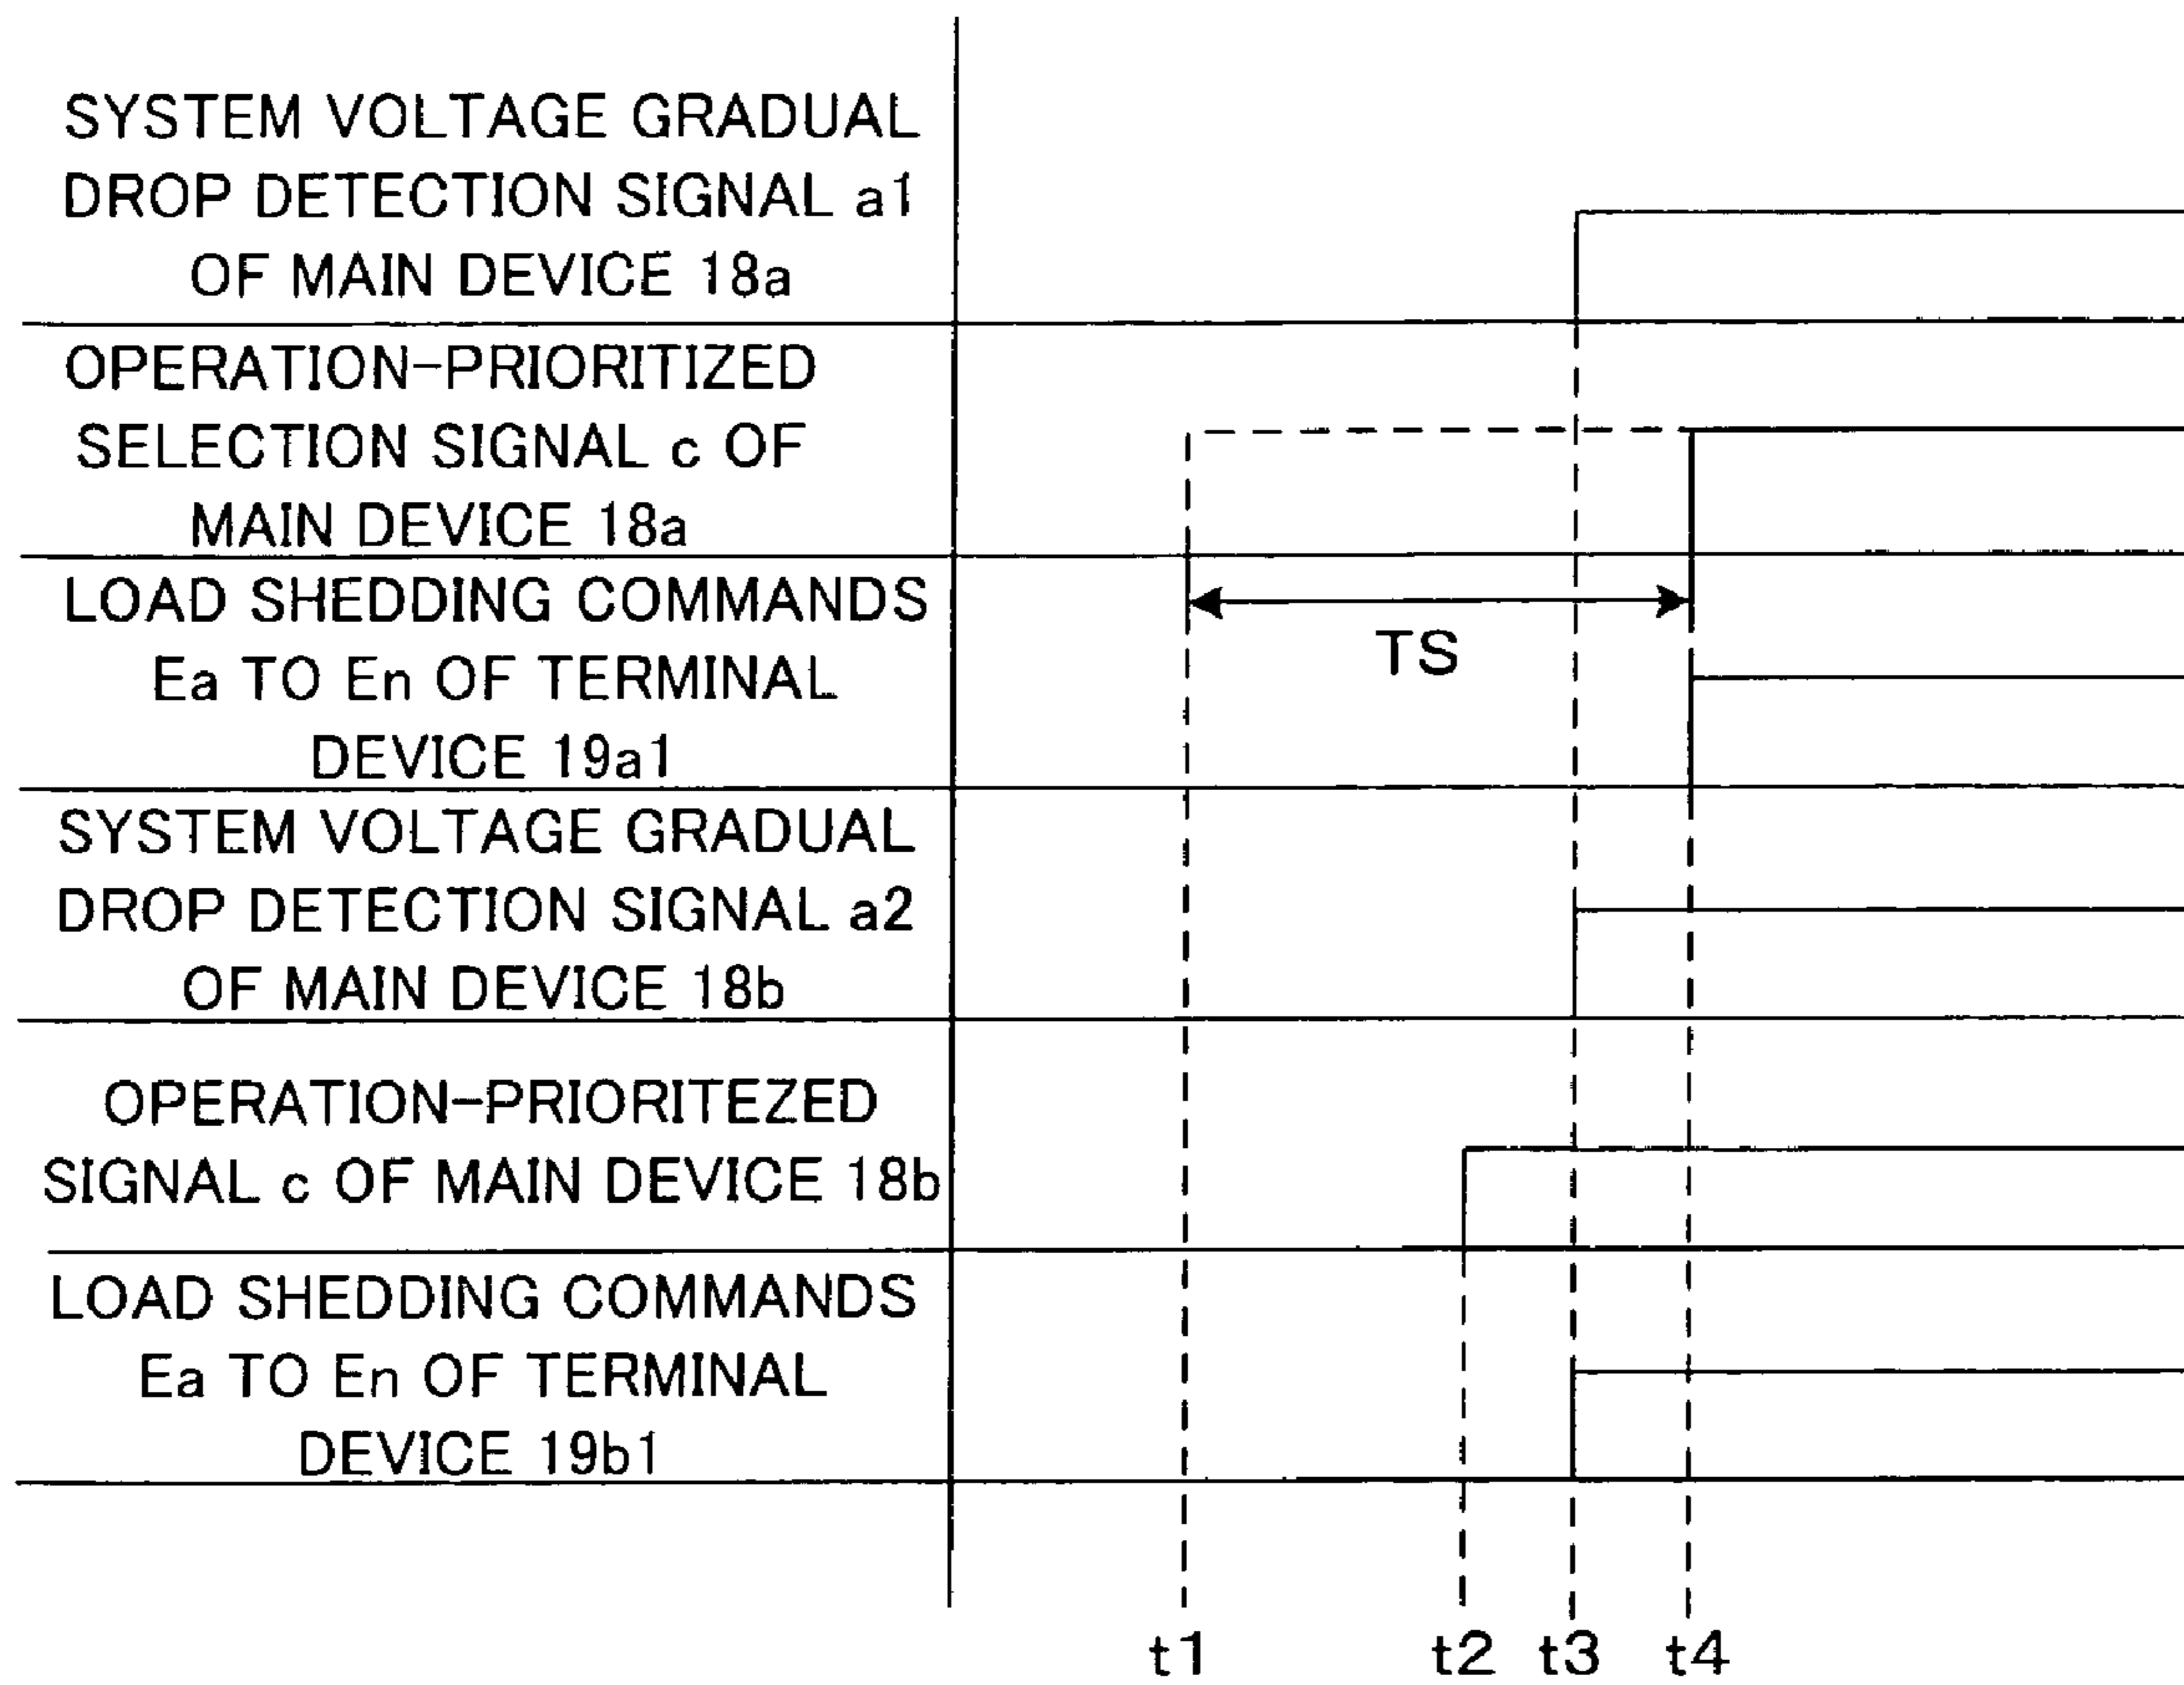 SYSTEM VOLTAGE GRADUAL
DROP DETECTION SIGNAL a1
OF MAIN DEVICE 18a
OPERATION-PRIORITIZED
SELECTION SIGNAL c OF
MAIN DEVICE 18a
LOAD SHEDDING COMMANDS
Ea TO En OF TERMINAL
DEVICE 19a1
TS
SYSTEM VOLTAGE GRADUAL
DROP DETECTION SIGNAL a2
OF MAIN DEVICE 18b
OPERATION-PRIORITEZED
SIGNAL c OF MAIN DEVICE 18b
LOAD SHEDDING COMMANDS
Ea TO En OF TERMINAL
DEVICE 19b1
t1 t2 t3 t4